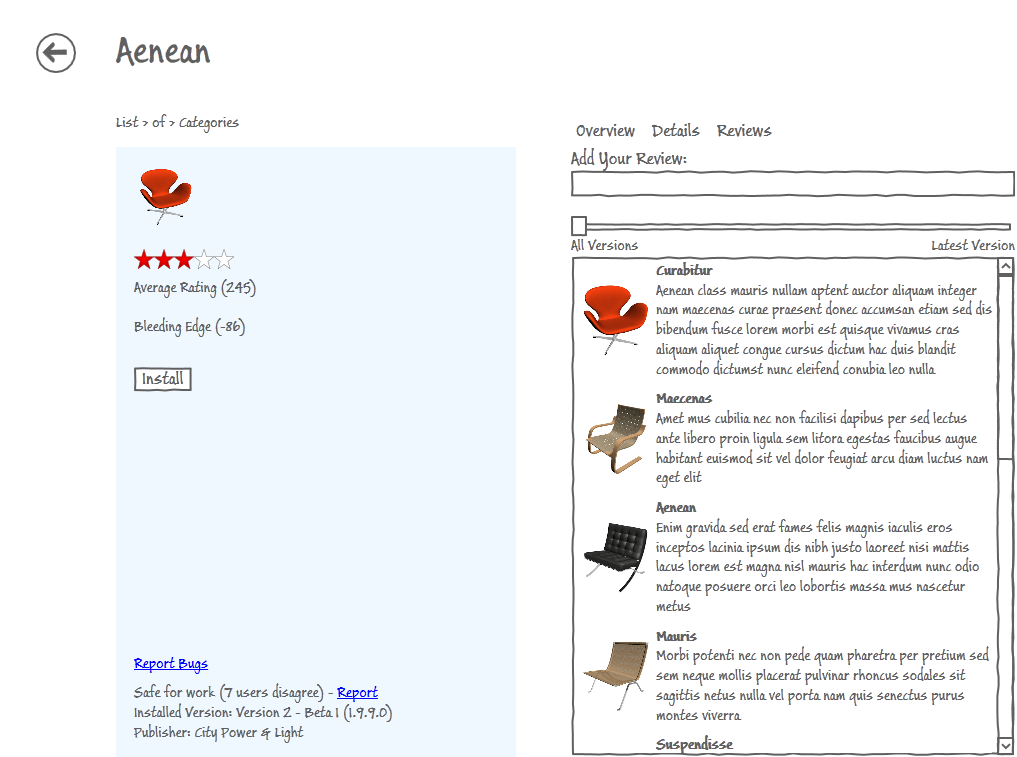 Aenean
List > of > Categories
Average Rating (245)
Bleeding Edge (-86)
Install
Report Bugs
Safe for work (7 users disagree) - Report
Installed Version: Version 2 - Beta 1 (1.9.9.0)
Publisher: City Power & Light
Overview Details Reviews
Add Your Review:
All Versions Latest Version
Curabitur
Aenean class mauris nullam aptent auctor aliquam integer
nam maecenas curae praesent donec accumsan etiam sed dis
bibendum fusce lorem morbi est quisque vivamus cras
aliquam aliquet congue cursus dictum hac duis blandit
commodo dictumst nunc eleifend conubia leo nulla
Maecenas
Amet mus cubilia nec non facilisi dapibus per sed lectus
ante libero proin ligula sem litora egestas faucibus augue
habitant euismod sit vel dolor feugiat arcu diam luctus nam
eget elit
Aenean
Enim gravida sed erat fames felis magnis iaculis eros
inceptos lacinia ipsum dis nibh justo laoreet nisi mattis
lacus lorem est magna nisl mauris hac interdum nunc odio
natoque posuere orci leo lobortis massa mus nascetur
metus
Mauris
Morbi potenti nec non pede quam pharetra per pretium sed
sem neque mollis placerat pulvinar rhoncus sodales sit
sagittis netus nulla vel porta nam quis senectus purus
montes viverra
Suspendisse